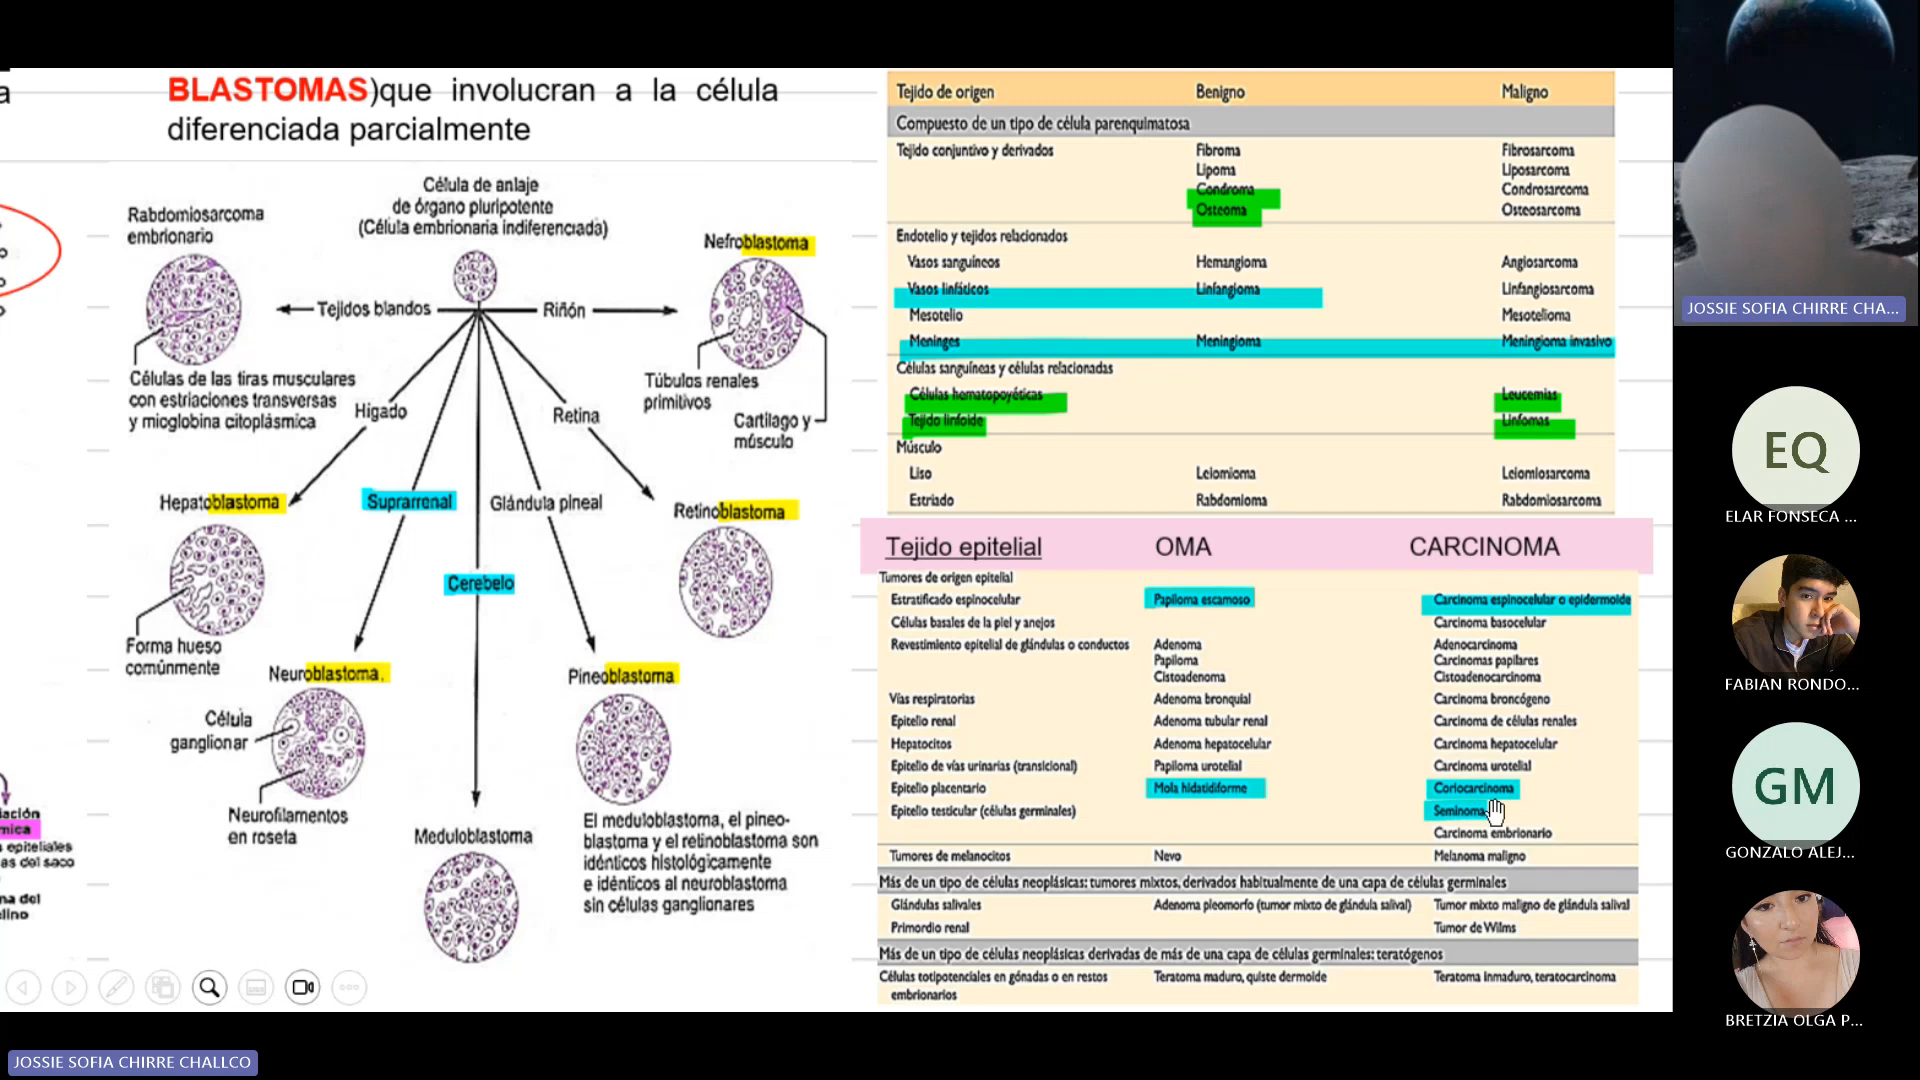 BLASTOMAS)que involucran a la célula
diferenciada parcialmente
Célula de anlaje
de órgano pluripotente
(Célula embrionaria indiferenciada)
Rabdomiosarcoma
embrionario
Nefroblastoma
Tejidos blandos
Riñón
Células de las tiras musculares
con estriaciones transversas
y mioglobina citoplásmica
Túbulos renales
primitivos
Cartílago y
músculo
Hígado
Retina
Hepatoblastoma
Suprarrenal
Glándula pineal
Retinoblastoma
Cerebelo
Forma hueso
comúnmente
Neuroblastoma.
Pineoblastoma
Célula
ganglionar
Neurofilamentos
en roseta
Meduloblastoma
El meduloblastoma, el pineo-
blastoma y el retinoblastoma son
idénticos histológicamente
e idénticos al neuroblastoma
sin células ganglionares
Tejido de origen Benigno Maligno
Compuesto de un tipo de célula parenquimatosa
Tejido conjuntivo y derivados Fibroma Fibrosarcoma
Lipoma Liposarcoma
Condroma Condrosarcoma
Osteoma Osteosarcoma
Endotelio y tejidos relacionados
Vasos sanguíneos Hemangioma Angiosarcoma
Vasos linfáticos Linfangioma Linfangiosarcoma
Mesotelio Mesotelioma
Meninges Meningioma Meningioma invasivo
Células sanguíneas y células relacionadas
Células hematopoyéticas Leucemias
Tejido linfoide Linfomas
Músculo
Liso Leiomioma Leiomiosarcoma
Estriado Rabdomioma Rabdomiosarcoma
Tejido epitelial OMA CARCINOMA
Tumores de origen epitelial
Estratificado espinocelular Papiloma escamoso Carcinoma espinocelular o epidermoide
Células basales de la piel y anejos Carcinoma basocelular
Revestimiento epitelial de glándulas o conductos Adenoma Adenocarcinoma
Papiloma Carcinomas papilares
Cistoadenoma Cistoadenocarcinoma
Vías respiratorias Adenoma bronquial Carcinoma broncógeno
Epitelio renal Adenoma tubular renal Carcinoma de células renales
Hepatocitos Adenoma hepatocelular Carcinoma hepatocelular
Epitelio de vías urinarias (transicional) Papiloma urotelial Carcinoma urotelial
Epitelio placentario Mola hidatidiforme Coriocarcinoma
Epitelio testicular (células germinales) Seminoma
Carcinoma embrionario
Tumores de melanocitos Nevo Melanoma maligno
Más de un tipo de células neoplásicas: tumores mixtos, derivados habitualmente de una capa de células germinales
Glándulas salivales Adenoma pleomorfo (tumor mixto de glándula salival) Tumor mixto maligno de glándula salival
Primordio renal Tumor de Wilms
Más de un tipo de células neoplásicas derivadas de más de una capa de células germinales: teratógenos
Células totipotenciales en gónadas o en restos Teratoma maduro, quiste dermoide Teratoma inmaduro, teratocarcinoma
embrionarios
JOSSIE SOFIA CHIRRE CHA...
EQ
ELAR FONSECA ...
FABIAN RONDO...
GM
GONZALO ALEJ...
BRETZIA OLGA P...
JOSSIE SOFIA CHIRRE CHALLCO